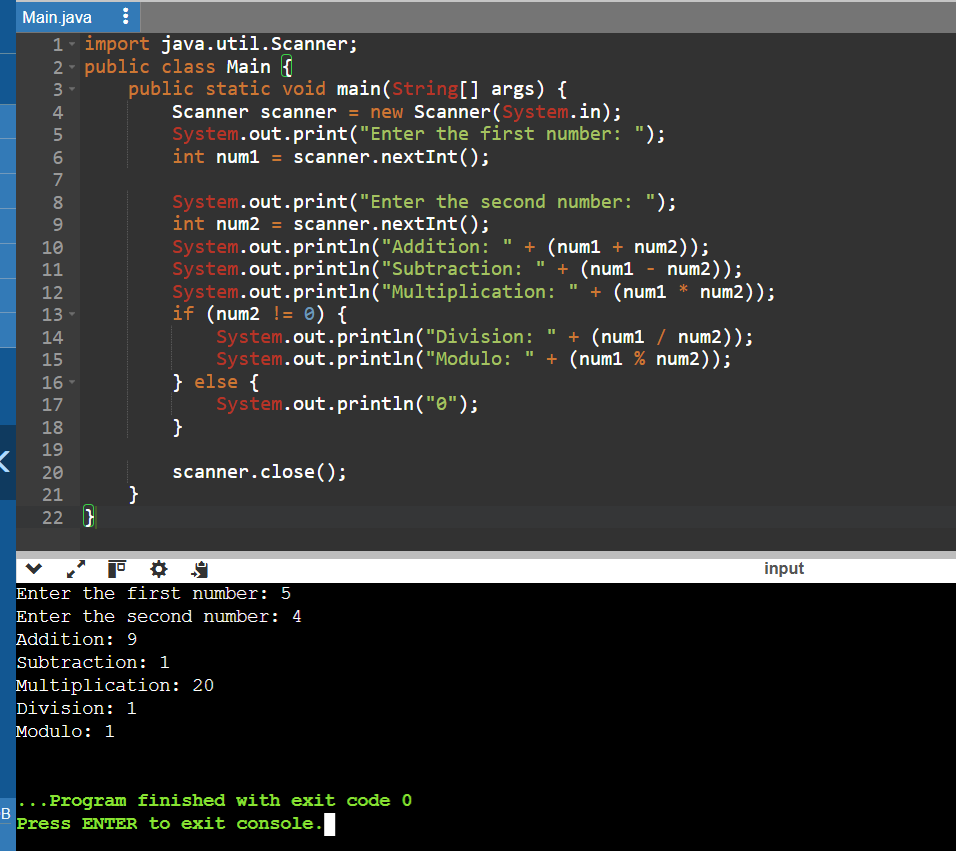 Main.java
1 import java.util.Scanner;
2 public class Main {
3     public static void main(String[] args) {
4         Scanner scanner = new Scanner(System.in);
5         System.out.print("Enter the first number: ");
6         int num1 = scanner.nextInt();
7
8         System.out.print("Enter the second number: ");
9         int num2 = scanner.nextInt();
10         System.out.println("Addition: " + (num1 + num2));
11         System.out.println("Subtraction: " + (num1 - num2));
12         System.out.println("Multiplication: " + (num1 * num2));
13         if (num2 != 0) {
14             System.out.println("Division: " + (num1 / num2));
15             System.out.println("Modulo: " + (num1 % num2));
16         } else {
17             System.out.println("0");
18         }
19
20         scanner.close();
21     }
22 }
input
Enter the first number: 5
Enter the second number: 4
Addition: 9
Subtraction: 1
Multiplication: 20
Division: 1
Modulo: 1
...Program finished with exit code 0
B
Press ENTER to exit console.